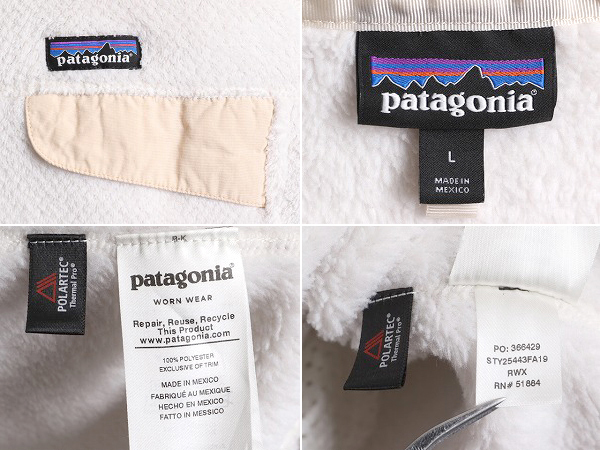 patagonia
patagonia®
L
MADE IN
MEXICO
POLARTEC®
Thermal Pro®
B-K
patagonia®
WORN WEAR
Repair, Reuse, Recycle
This Product
www.patagonia.com
100% POLYESTER
EXCLUSIVE OF TRIM
MADE IN MEXICO
FABRIQUÉ AU MEXIQUE
HECHO EN MEXICO
FATTO IN MESSICO
POLARTEC®
Thermal Pro®
PO: 366429
STY25443FA19
RWX
RN# 51884